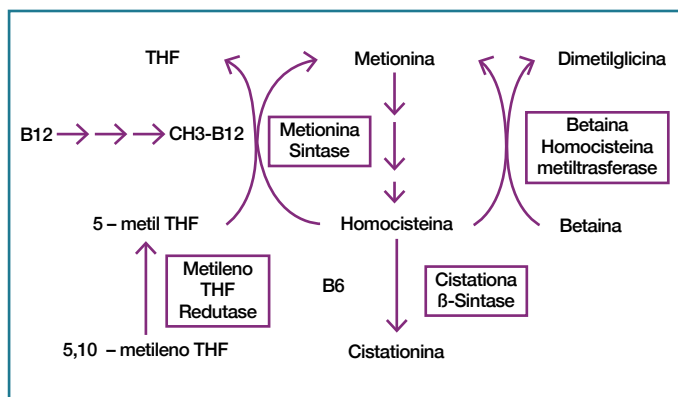 THF
Metionina
Dimetilglicina
B12
CH3-B12
Metionina
Sintase
Betaina
Homocisteina
metiltrasferase
5 – metil THF
Homocisteina
Betaina
Metileno
THF
Redutase
B6
Cistationa
ß-Sintase
5,10 – metileno THF
Cistationina